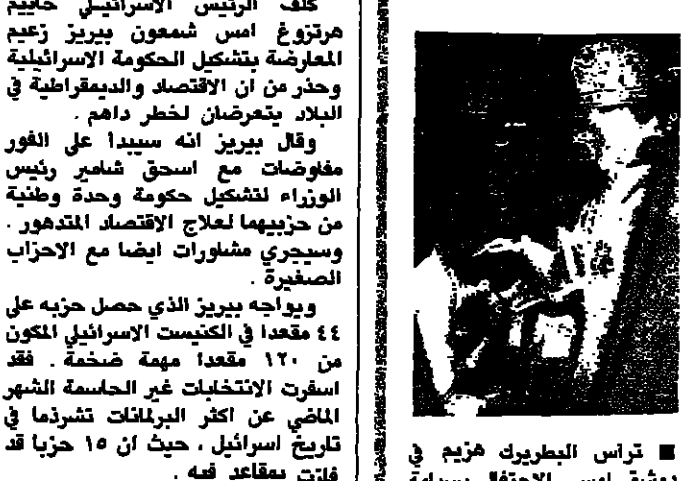 كلف الرئيس الاسرائيلي حاييم
هرتزوغ امس شمعون بيريز زعيم
المعارضة بتشكيل الحكومة الاسرائيلية
وحذر من ان الاقتصاد والديمقراطية في
البلاد يتعرضان لخطر داهم .
وقال بيريز انه سيبدا على الفور
مفاوضات مع اسحق شامير رئيس
الوزراء لتشكيل حكومة وحدة وطنية
من حزبيهما لعلاج الاقتصاد المتدهور .
وسيجري مشاورات ايضا مع الاحزاب
الصغيرة .
ويواجه بيريز الذي حصل حزبه على
٤٤ مقعدا في الكنيست الاسرائيلي المكون
من ١٢٠ مقعدا مهمة ضخمة . فقد
اسفرت الانتخابات غير الحاسمة الشهر
الماضي عن اكثر البرلمانات تشرذما في
تاريخ اسرائيل ، حيث ان ١٥ حزبا قد
فازت بمقاعد فيه .
■ تراس البطريرك هزيم في
دمشق امس الاحتفال